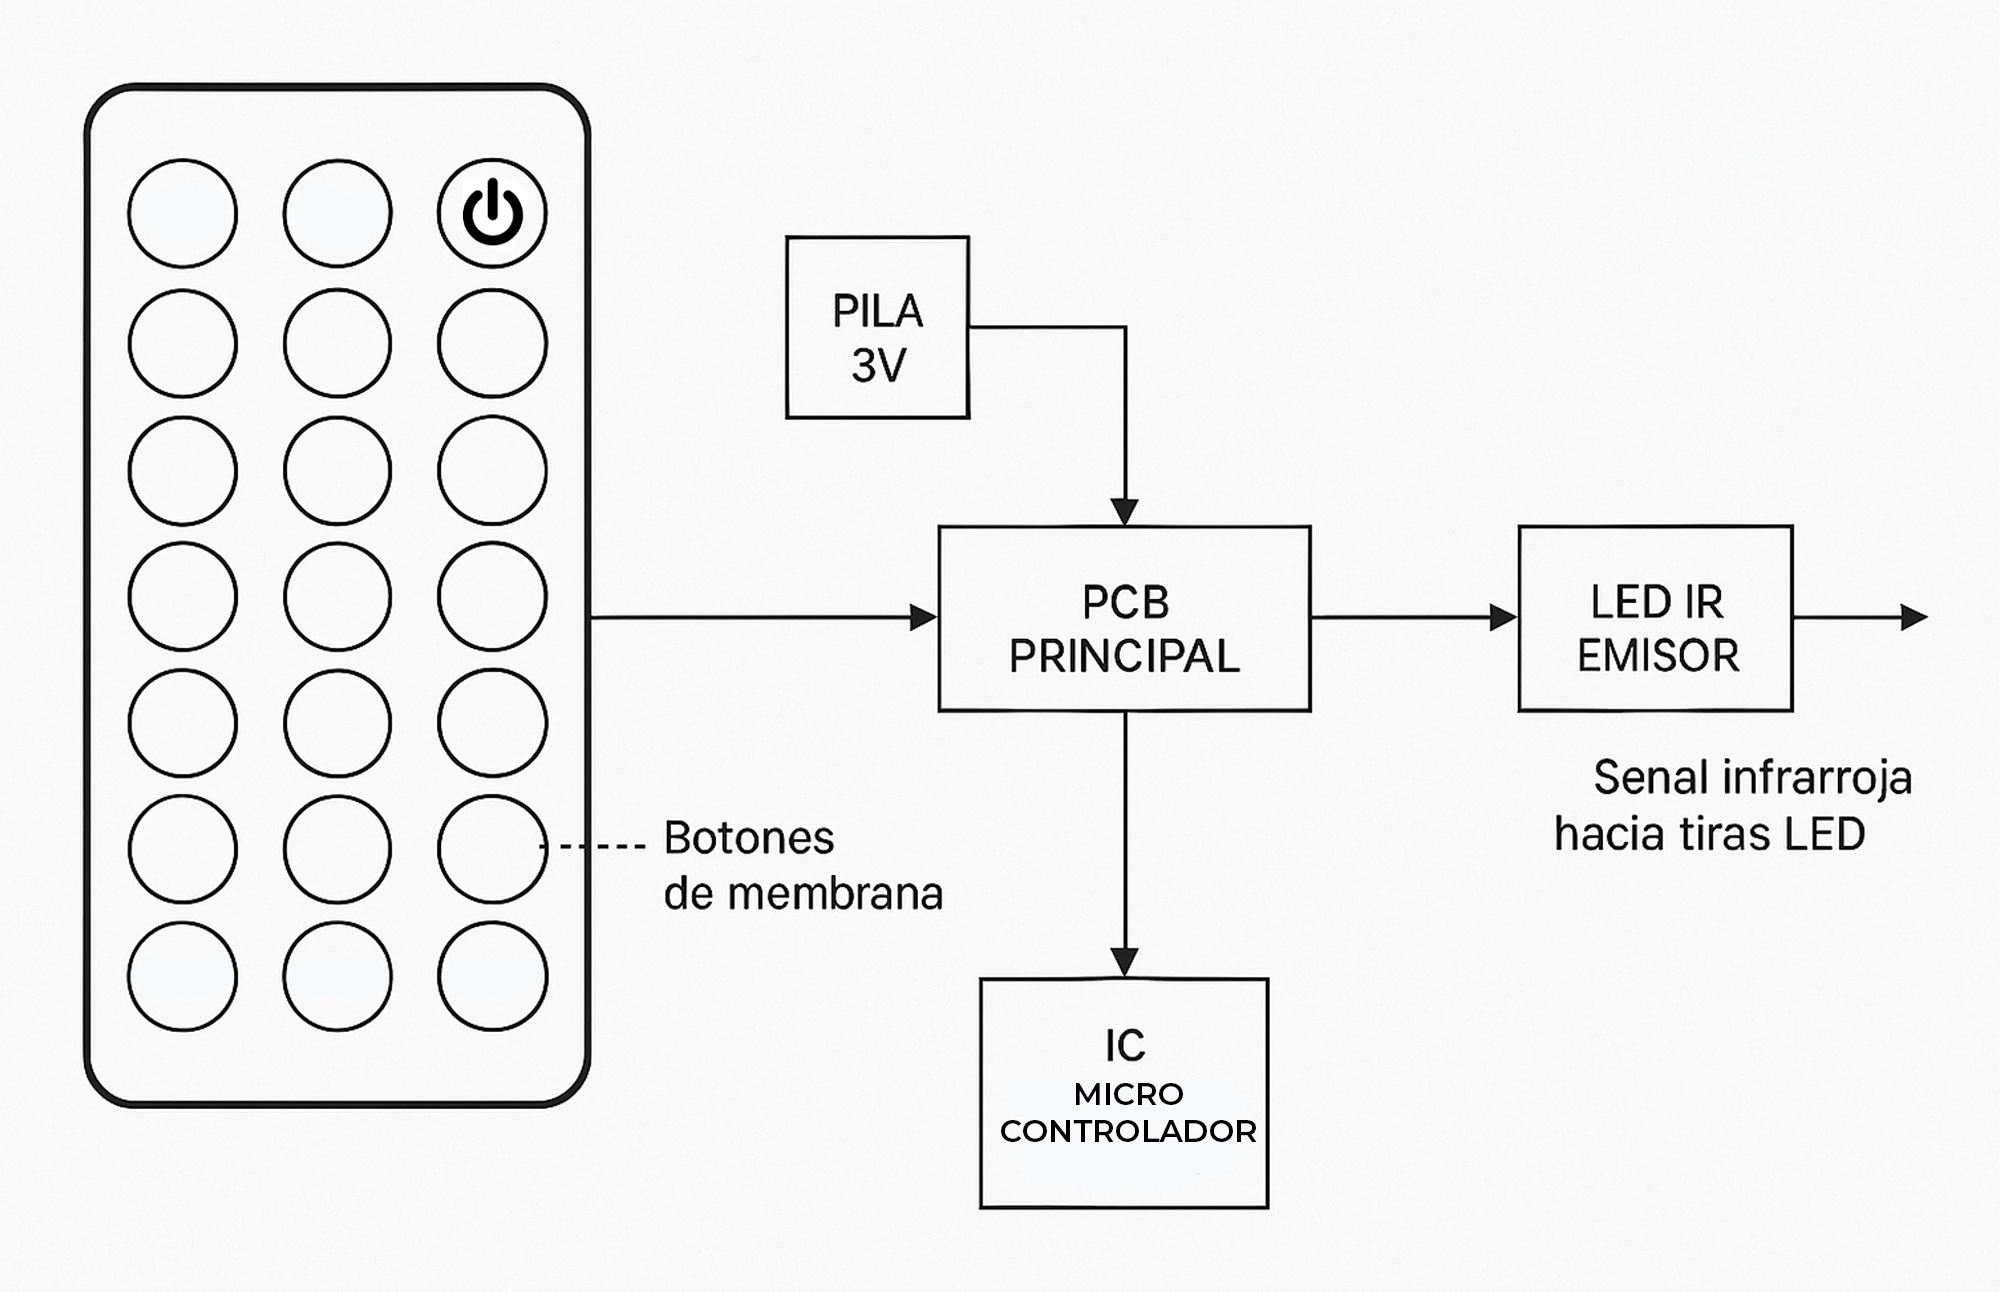 PILA
3V
PCB
PRINCIPAL
LED IR
EMISOR
Senal infrarroja
hacia tiras LED
Botones
de membrana
IC
MICRO
CONTROLADOR